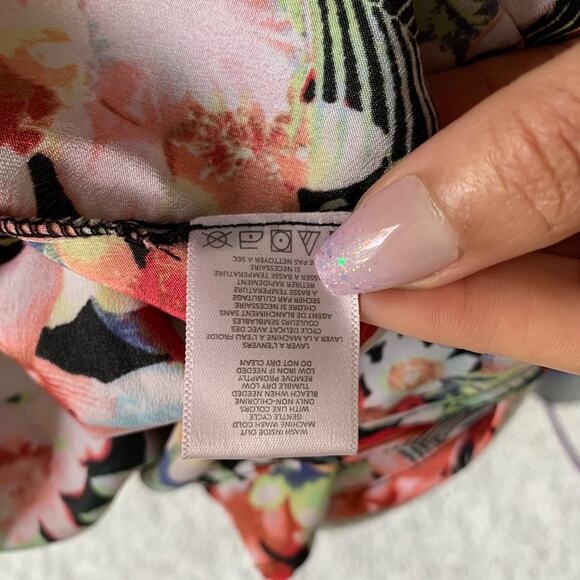 WASH INSIDE OUT
MACHINE WASH COLD
GENTLE CYCLE
WITH LIKE COLORS
ONLY NON-CHLORINE
BLEACH WHEN NEEDED
TUMBLE DRY LOW
REMOVE PROMPTLY
LOW IRON IF NEEDED
DO NOT DRY CLEAN
LAVER A L'ENVERS
LAVER A LA MACHINE A L'EAU FROIDE
CYCLE DELICAT AVEC DES
COULEURS SEMBLABLES
AGENT DE BLANCHIMENT SANS
CHLORE SI NECESSAIRE
SECHER PAR CULBUTAGE
A BASSE TEMPERATURE
RETIRER RAPIDEMENT
A BASSE TEMPERATURE
SI NECESSAIRE
PAS NETTOYER A SEC